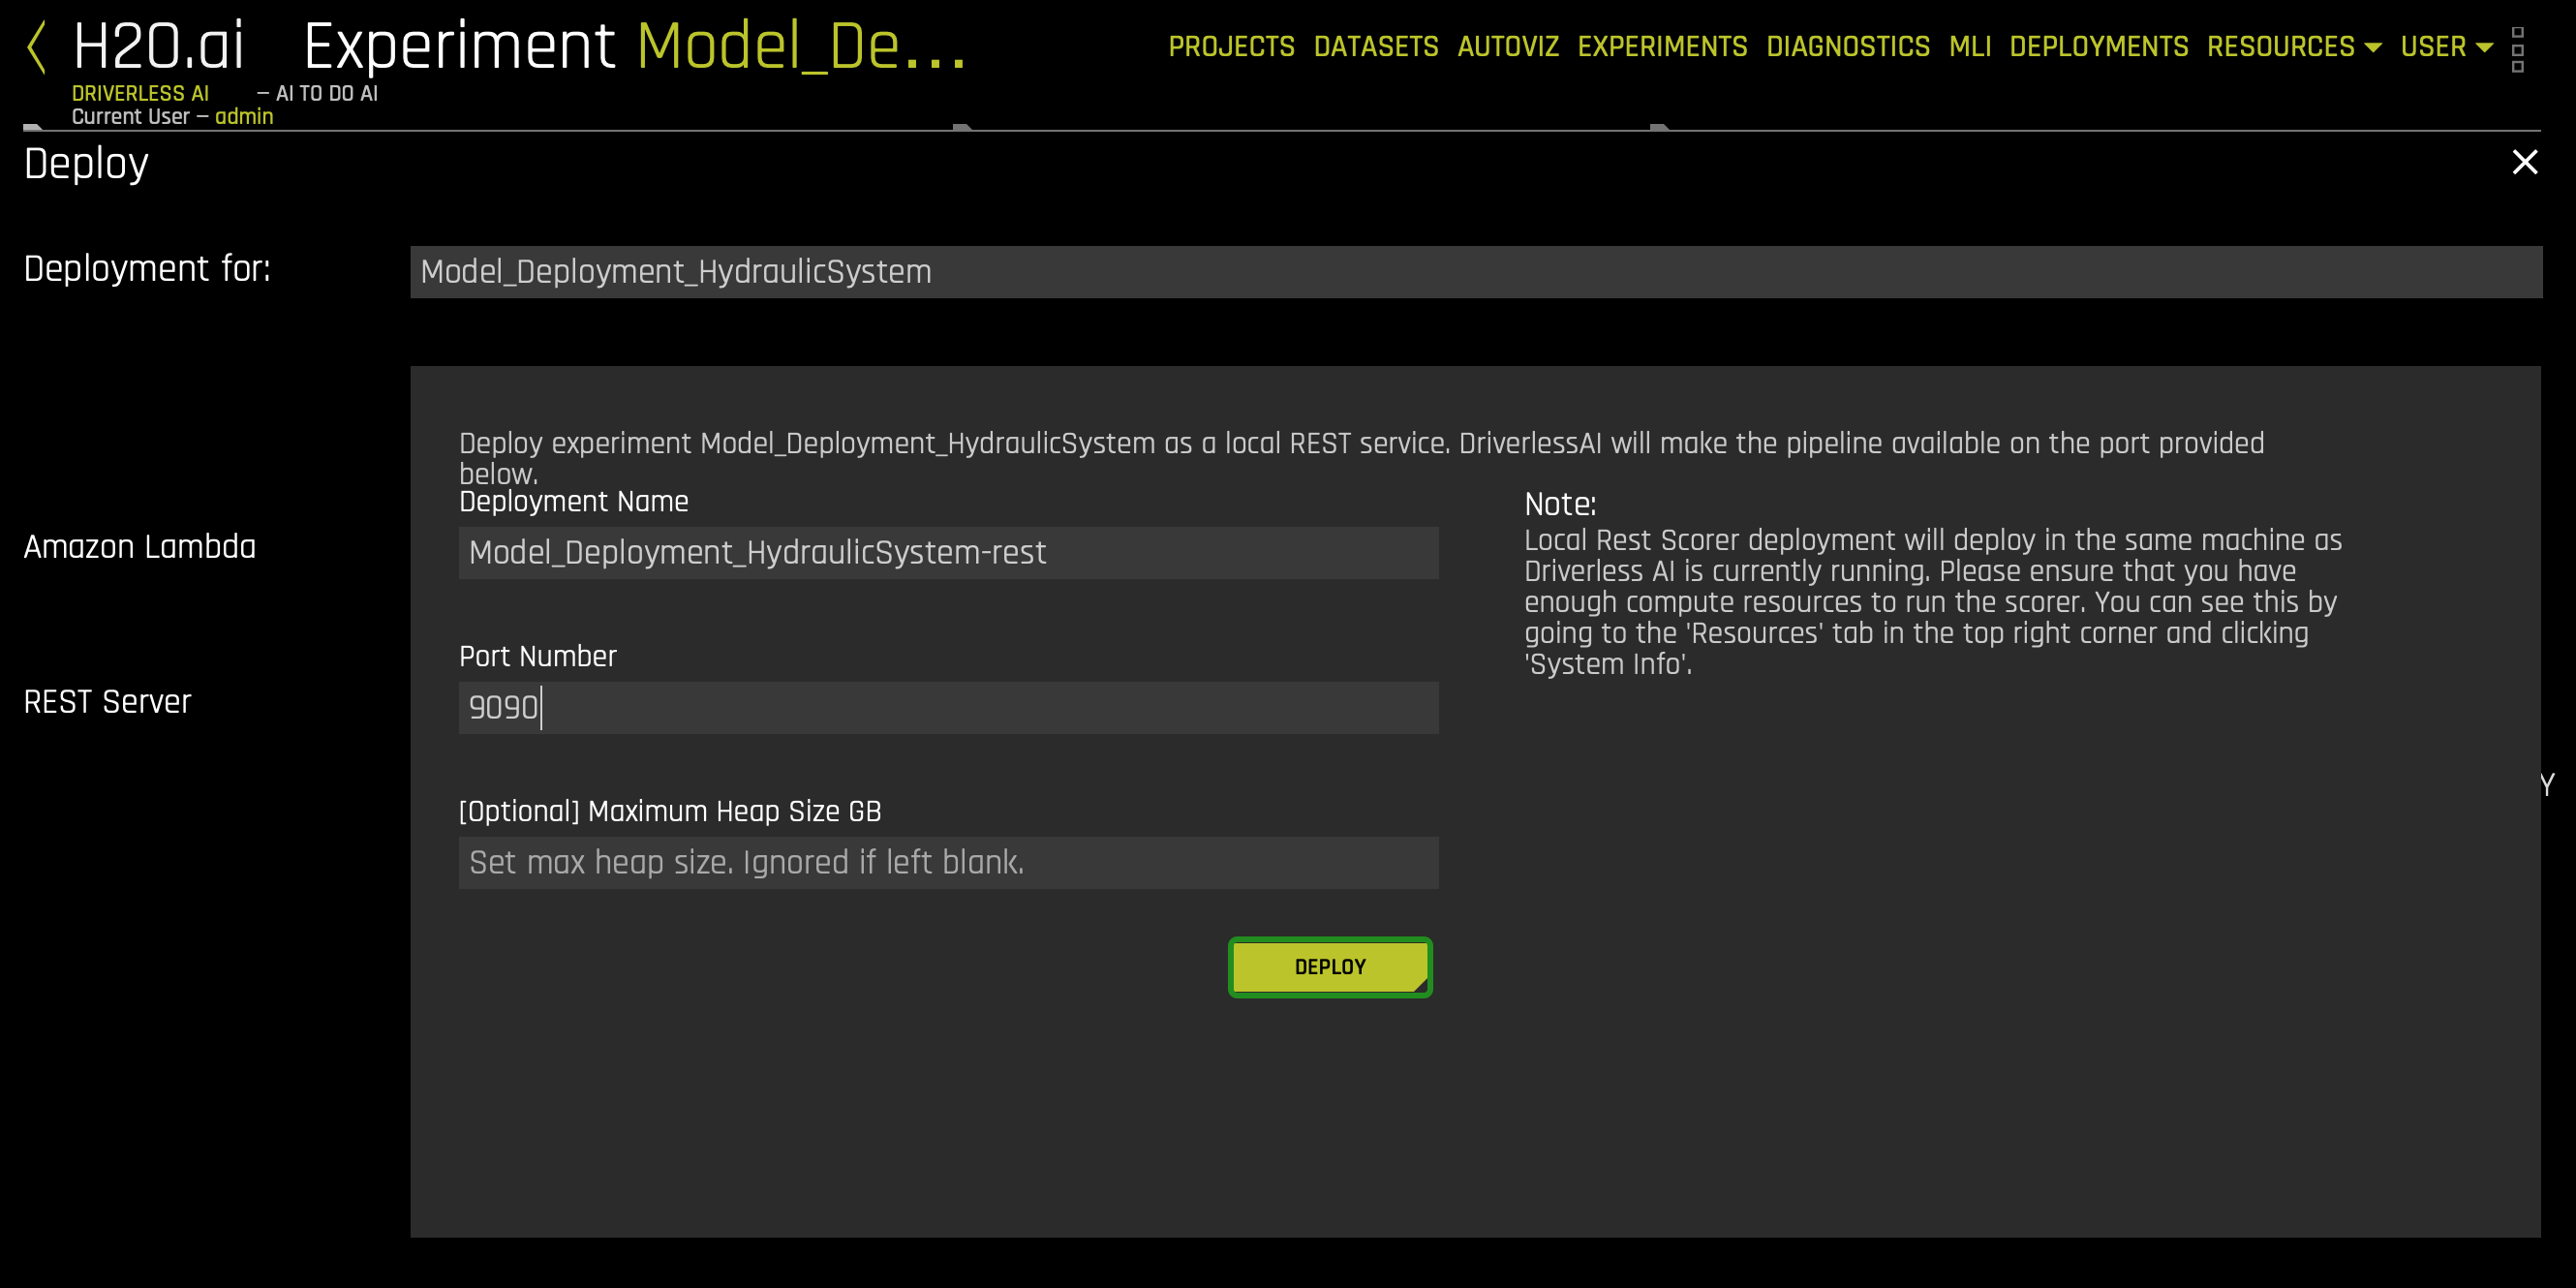 H2O.ai Experiment Model_De...
PROJECTS DATASETS AUTOVIZ EXPERIMENTS DIAGNOSTICS MLI DEPLOYMENTS RESOURCES USER
DRIVERLESS AI – AI TO DO AI
Current User – admin
Deploy
Deployment for:
Model_Deployment_HydraulicSystem
Deploy experiment Model_Deployment_HydraulicSystem as a local REST service. DriverlessAI will make the pipeline available on the port provided
below.
Deployment Name
Model_Deployment_HydraulicSystem-rest
Note:
Local Rest Scorer deployment will deploy in the same machine as
Driverless AI is currently running. Please ensure that you have
enough compute resources to run the scorer. You can see this by
going to the 'Resources' tab in the top right corner and clicking
'System Info'.
Amazon Lambda
Port Number
REST Server
9090
Y
[Optional] Maximum Heap Size GB
Set max heap size. Ignored if left blank.
DEPLOY